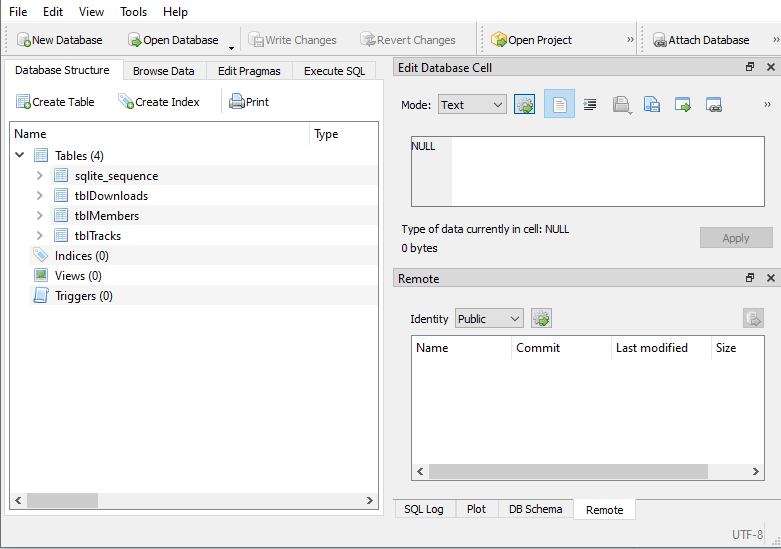 File Edit View Tools Help
New Database Open Database Write Changes Revert Changes Open Project » Attach Database »
Database Structure Browse Data Edit Pragmas Execute SQL
Create Table Create Index Print
Name Type
Tables (4)
sqlite_sequence
tblDownloads
tblMembers
tblTracks
Indices (0)
Views (0)
Triggers (0)
Edit Database Cell
Mode: Text »
NULL
Type of data currently in cell: NULL
0 bytes
Apply
Remote
Identity Public
Name Commit Last modified Size
SQL Log Plot DB Schema Remote
UTF-8